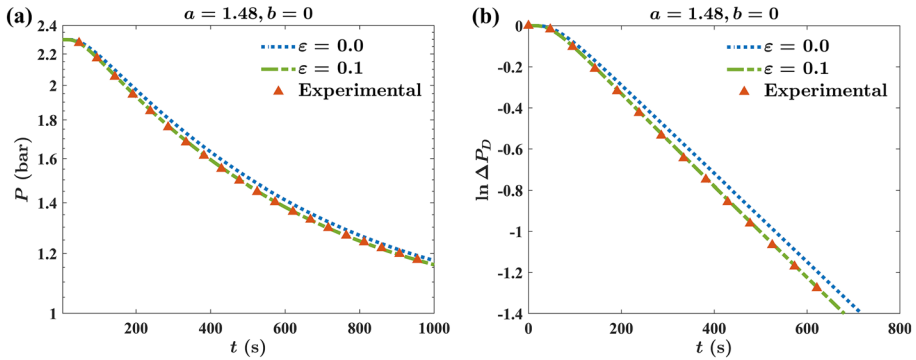 (a)
a = 1.48, b = 0
2.4
2.2
2
1.8
1.6
1.4
1.2
1
P (bar)
ε = 0.0
ε = 0.1
Experimental
200
400
600
800
1000
t (s)
(b)
a = 1.48, b = 0
0
-0.2
-0.4
-0.6
-0.8
-1
-1.2
-1.4
ln ΔP_D
ε = 0.0
ε = 0.1
Experimental
0
200
400
600
800
t (s)